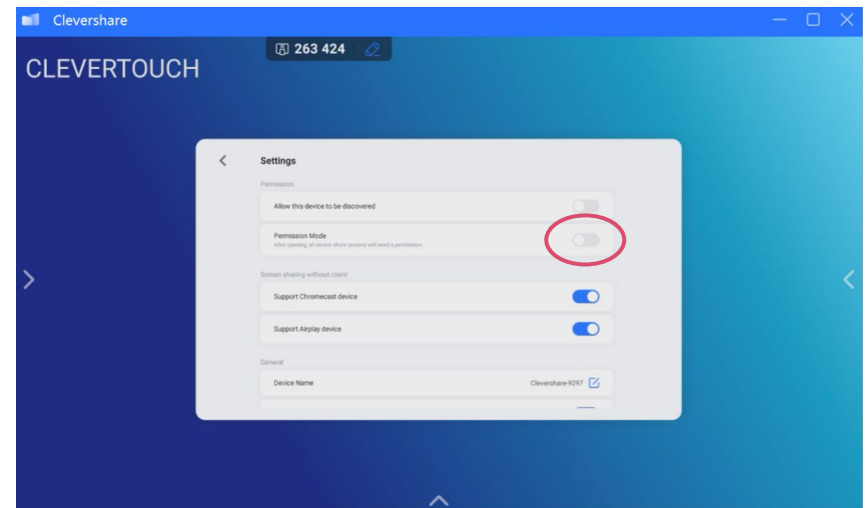 Clevershare
263 424
CLEVERTOUCH
Settings
Permission
Allow this device to be discovered
Permission Mode
After opening, all device share screens will need a permission.
Screen sharing without client
Support Chromecast device
Support Airplay device
General
Device Name
Clevershare-9297